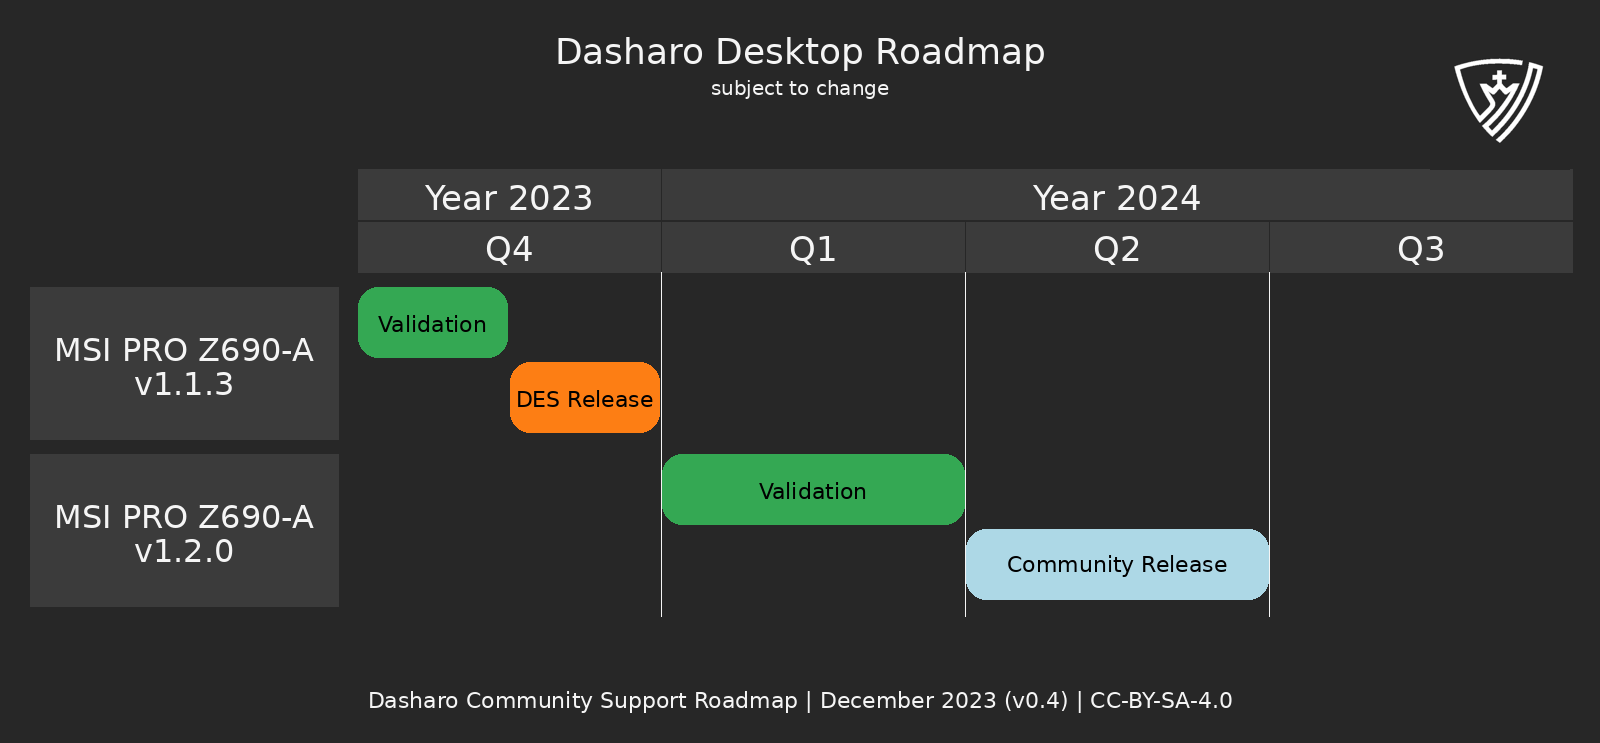 Dasharo Desktop Roadmap
subject to change
Year 2023
Year 2024
Q4
Q1
Q2
Q3
MSI PRO Z690-A
v1.1.3
Validation
DES Release
MSI PRO Z690-A
v1.2.0
Validation
Community Release
Dasharo Community Support Roadmap | December 2023 (v0.4) | CC-BY-SA-4.0